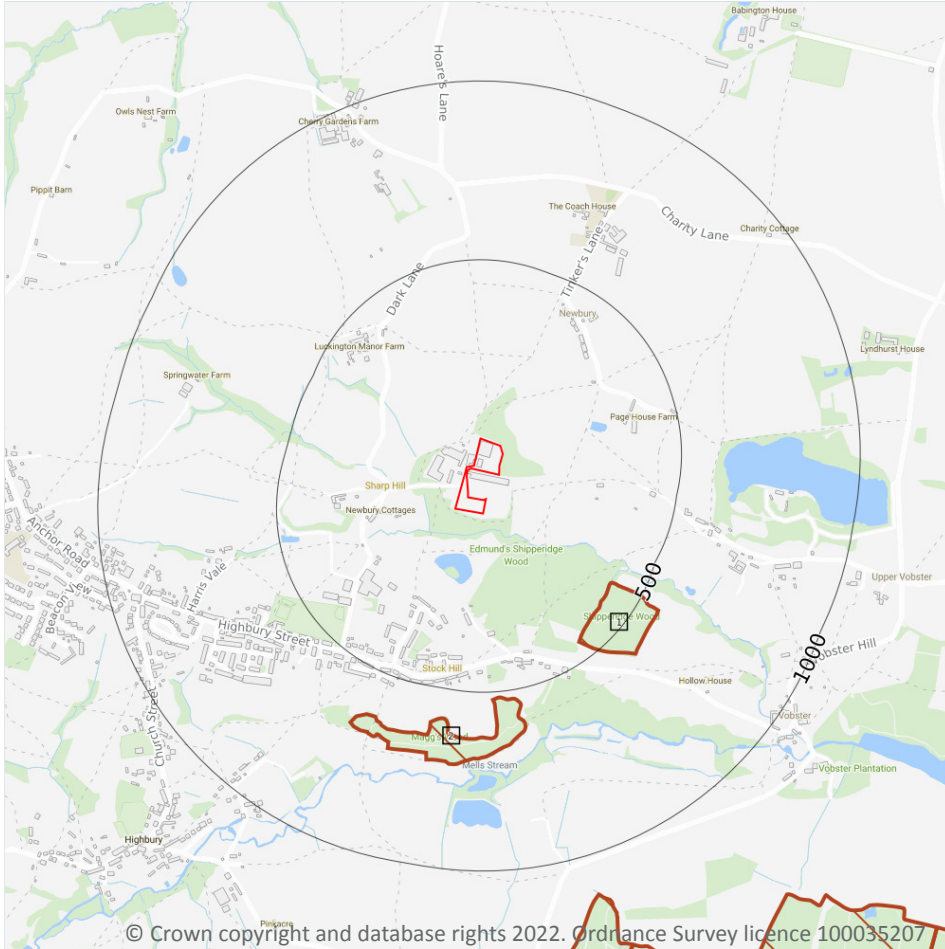 Babington House
Hoare's Lane
Owls Nest Farm
Cherry Gardens Farm
Pippit Barn
The Coach House
Charity Lane
Charity Cottage
Tinker's Lane
Dark Lane
Newbury
Luckington Manor Farm
Lyndhurst House
Springwater Farm
Page House Farm
Sharp Hill
Newbury Cottages
Anchor Road
Edmund's Shipperidge
Wood
Beacon View
Harris Vale
500
Upper Vobster
1
Shipperidge Wood
Highbury Street
Vobster Hill
1000
Stock Hill
Hollow House
Church Street
Vobster
2
Mells Stream
Vobster Plantation
Highbury
Pinkacre
© Crown copyright and database rights 2022. Ordnance Survey licence 100035207